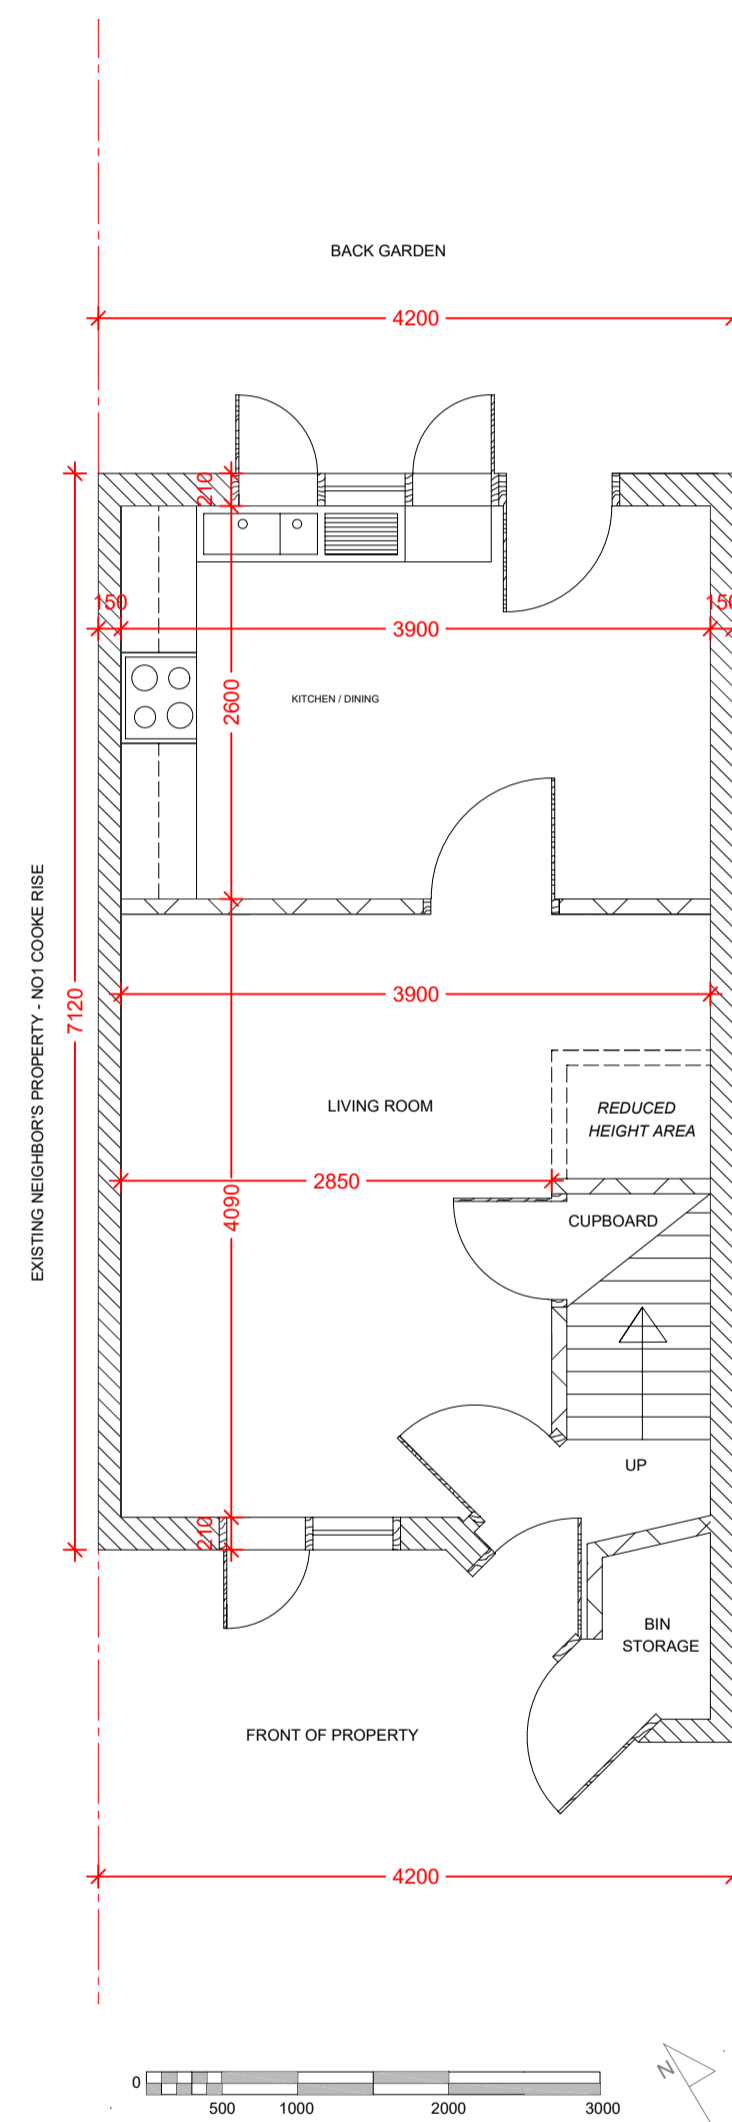 BACK GARDEN
4200
210
150
3900
150
2600
KITCHEN / DINING
EXISTING NEIGHBOR'S PROPERTY - NO1 COOKE RISE
7120
3900
LIVING ROOM
REDUCED
HEIGHT AREA
2850
4090
CUPBOARD
UP
210
BIN
STORAGE
FRONT OF PROPERTY
4200
0
500
1000
2000
3000
N